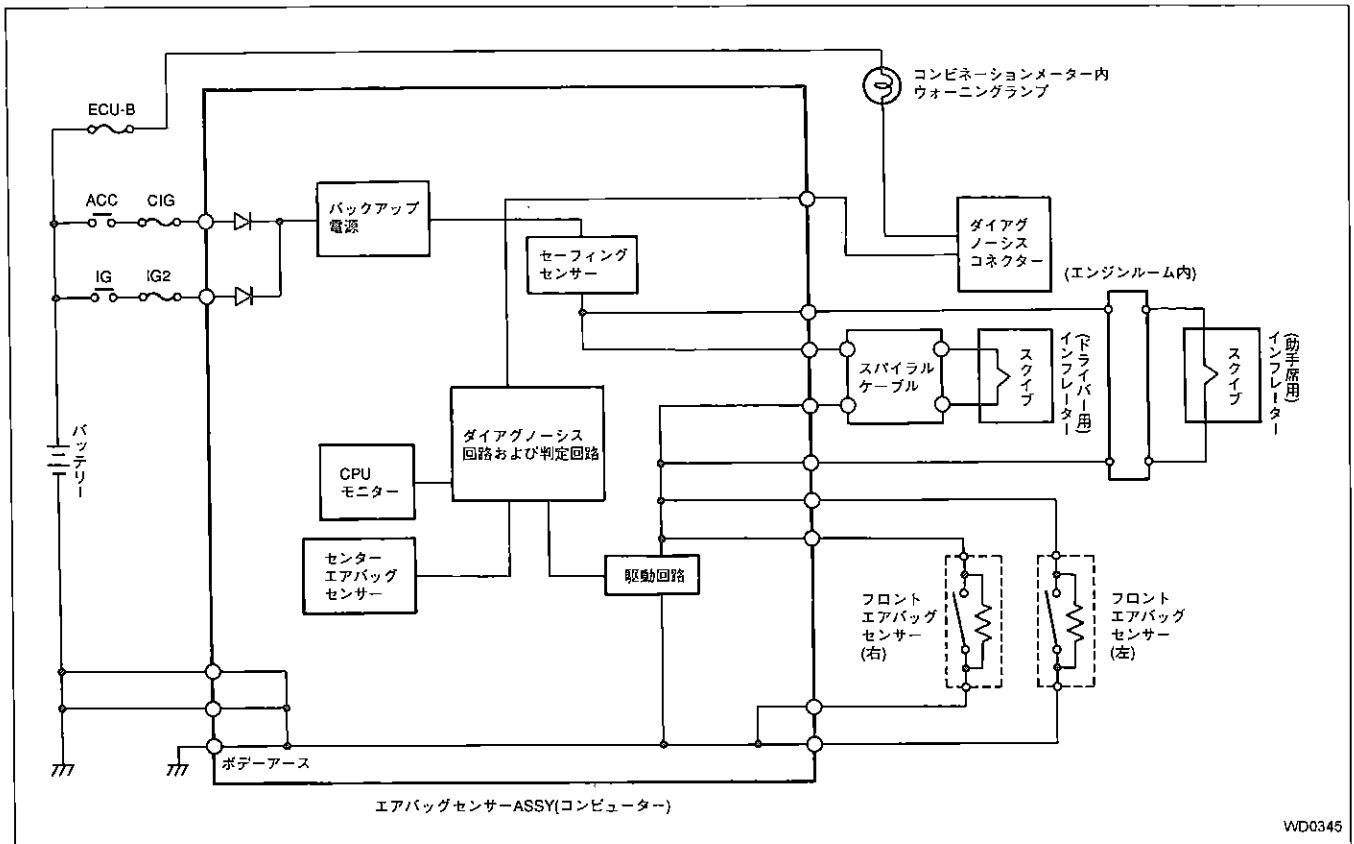 コンビネーションメーター内
ウォーニングランプ
ECU-B
ACC
CIG
バックアップ
電源
セーフィング
センサー
ダイアグ
ノーシス
コネクター
IG
IG2
(エンジンルーム内)
スパイラル
ケーブル
スクイブ
インフレーター
(ドライバー用)
スクイブ
インフレーター
(助手席用)
バッテリー
ダイアグノーシス
回路および判定回路
CPU
モニター
センター
エアバッグ
センサー
駆動回路
フロント
エアバッグ
センサー
(右)
フロント
エアバッグ
センサー
(左)
ボデーアース
エアバッグセンサーASSY(コンピューター)
WD0345